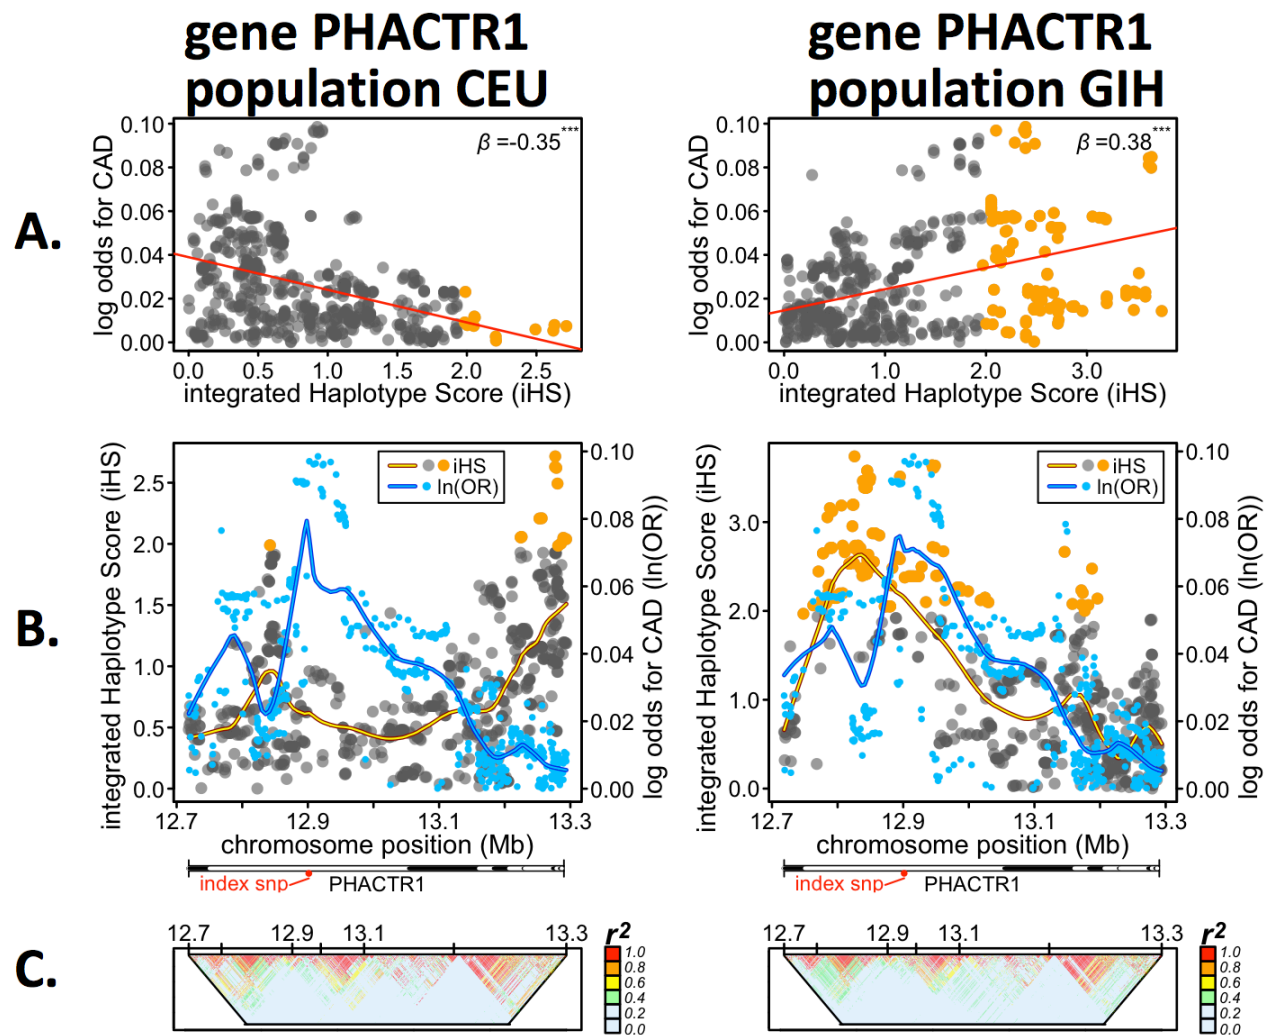 gene PHACTR1
population CEU
gene PHACTR1
population GIH
A.
log odds for CAD
0.10
0.08
0.06
0.04
0.02
0.00
β =-0.35***
0.0 0.5 1.0 1.5 2.0 2.5
integrated Haplotype Score (iHS)
log odds for CAD
0.10
0.08
0.06
0.04
0.02
0.00
β =0.38***
0.0 1.0 2.0 3.0
integrated Haplotype Score (iHS)
B.
integrated Haplotype Score (iHS)
2.5
2.0
1.5
1.0
0.5
0.0
iHS
ln(OR)
0.10
0.08
0.06
0.04
0.02
0.00
log odds for CAD (ln(OR))
12.7 12.9 13.1 13.3
chromosome position (Mb)
index snp
PHACTR1
integrated Haplotype Score (iHS)
3.0
2.0
1.0
0.0
iHS
ln(OR)
0.10
0.08
0.06
0.04
0.02
0.00
log odds for CAD (ln(OR))
12.7 12.9 13.1 13.3
chromosome position (Mb)
index snp
PHACTR1
C.
12.7 12.9 13.1 13.3
r²
1.0
0.8
0.6
0.4
0.2
0.0
12.7 12.9 13.1 13.3
r²
1.0
0.8
0.6
0.4
0.2
0.0